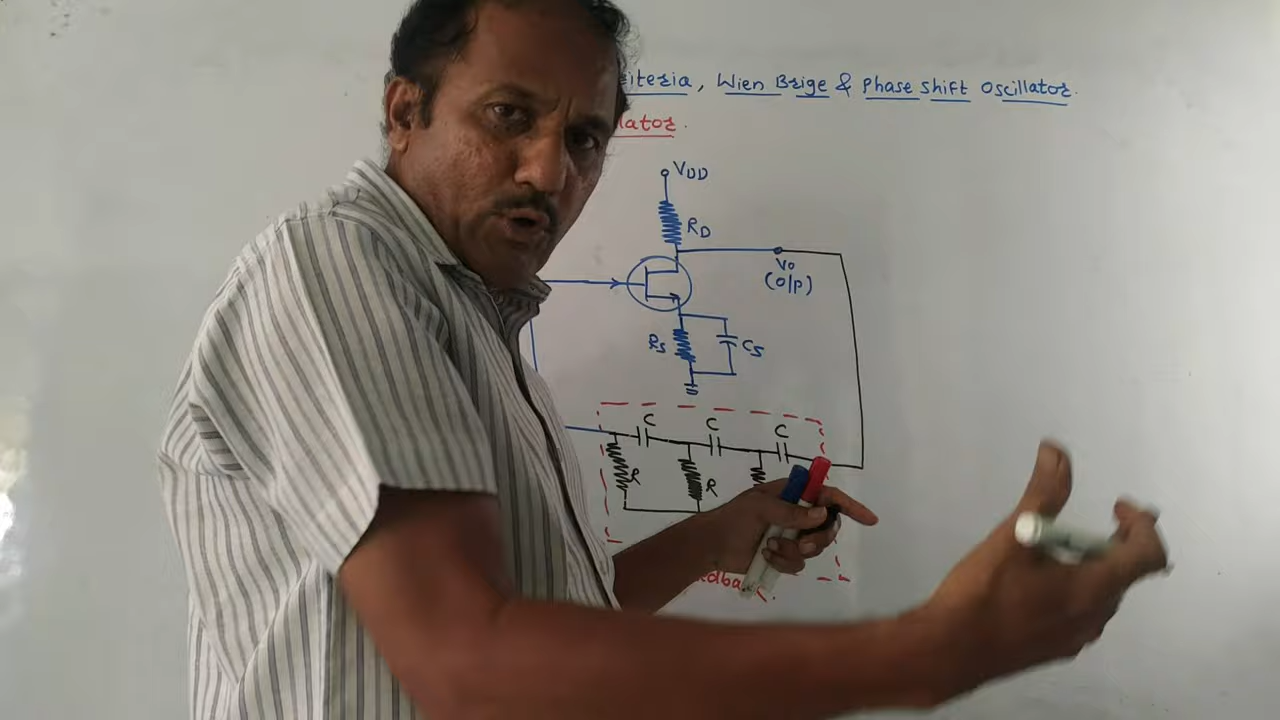 , Wien Brige & Phase shift Oscillator.
VDD
RD
Vo
(O/P)
RS
CS
C
C
C
R
R